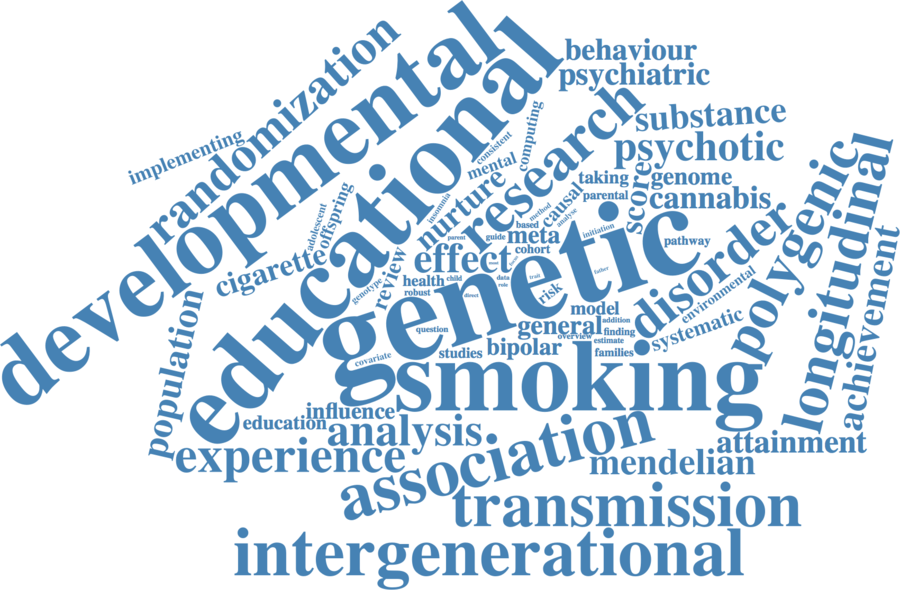 behaviour
psychiatric
randomization
developmental
educational
implementing
consistent
computing
mental
research
substance
psychotic
taking
genome
score
parental
cannabis
polygenic
longitudinal
achievement
adolescent
offspring
insomnia
nurture
causal
method
analyse
based
initiation
cigarette
review
effect
parent
guide
meta
cohort
pathway
genetic
genotype
health
child
data
role
trait
father
robust
direct
risk
disorder
environmental
systematic
population
model
general
addition
finding
question
overview
estimate
covariate
studies
bipolar
families
smoking
influence
education
analysis
experience
association
attainment
mendelian
transmission
intergenerational